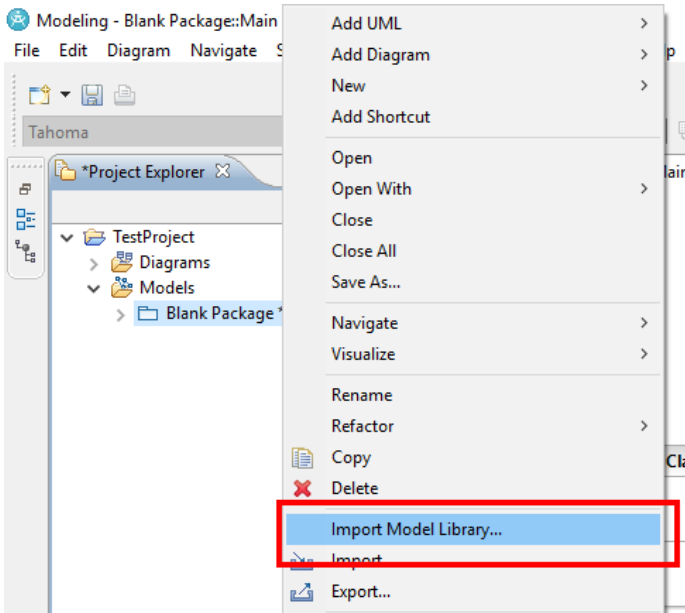 Modeling - Blank Package::Main
File Edit Diagram Navigate S
Tahoma
*Project Explorer
TestProject
Diagrams
Models
Blank Package *
Add UML
Add Diagram
New
Add Shortcut
Open
Open With
Close
Close All
Save As...
Navigate
Visualize
Rename
Refactor
Copy
Delete
Import Model Library...
Import...
Export...
p
lain
Cla